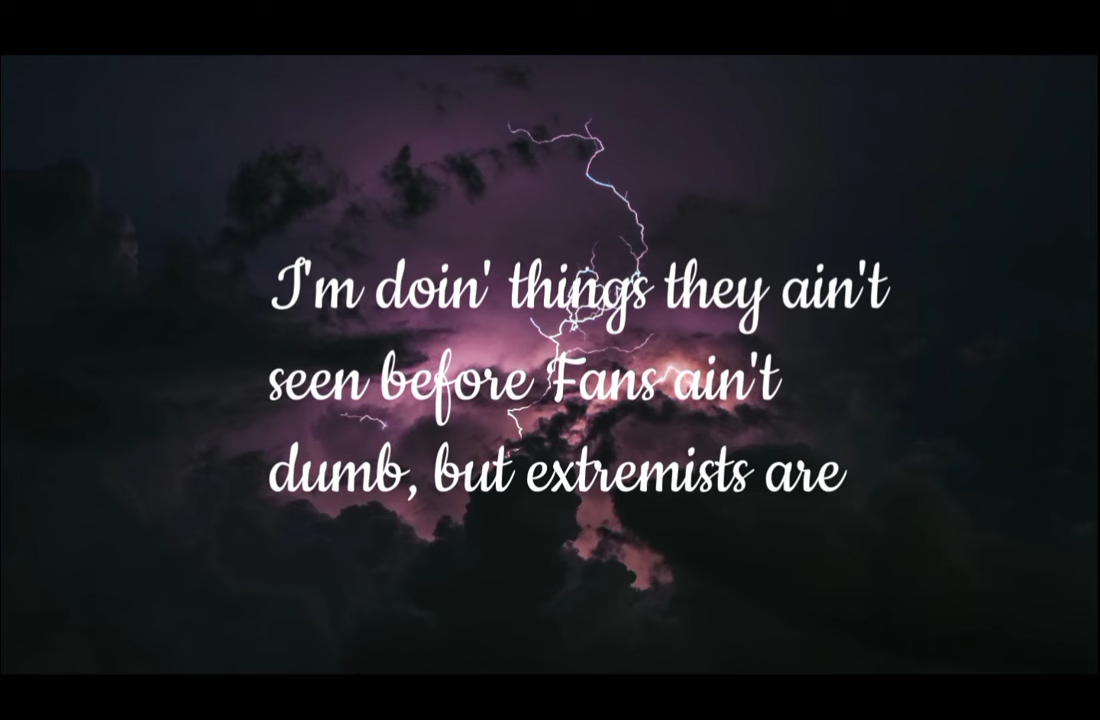 I'm doin' things they ain't
seen before Fans ain't
dumb, but extremists are